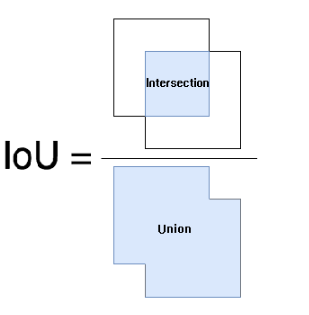 Intersection
IoU =
Union